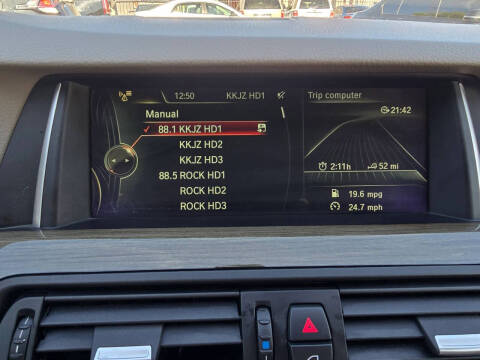 12:50
KKJZ HD1
Trip computer
Manual
88.1 KKJZ HD1
KKJZ HD2
KKJZ HD3
88.5 ROCK HD1
ROCK HD2
ROCK HD3
21:42
2:11h
52 mi
19.6 mpg
24.7 mph